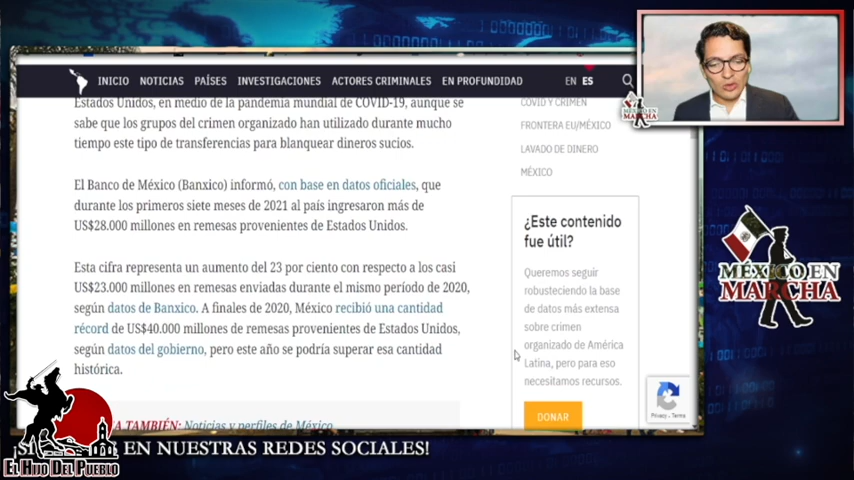 INICIO NOTICIAS PAÍSES INVESTIGACIONES ACTORES CRIMINALES EN PROFUNDIDAD EN ES
Estados Unidos, en medio de la pandemia mundial de COVID-19, aunque se
sabe que los grupos del crimen organizado han utilizado durante mucho
tiempo este tipo de transferencias para blanquear dineros sucios.
El Banco de México (Banxico) informó, con base en datos oficiales, que
durante los primeros siete meses de 2021 al país ingresaron más de
US$28.000 millones en remesas provenientes de Estados Unidos.
Esta cifra representa un aumento del 23 por ciento con respecto a los casi
US$23.000 millones en remesas enviadas durante el mismo período de 2020,
según datos de Banxico. A finales de 2020, México recibió una cantidad
récord de US$40.000 millones de remesas provenientes de Estados Unidos,
según datos del gobierno, pero este año se podría superar esa cantidad
histórica.
A TAMBIÉN: Noticias y perfiles de México
COVID Y CRIMEN
FRONTERA EU/MÉXICO
LAVADO DE DINERO
MÉXICO
¿Este contenido
fue útil?
Queremos seguir
robusteciendo la base
de datos más extensa
sobre crimen
organizado de América
Latina, pero para eso
necesitamos recursos.
DONAR
Privacy - Terms
MÉXICO EN
MARCHA
MÉXICO EN
MARCHA
EN NUESTRAS REDES SOCIALES!
EL HIJO DEL PUEBLO